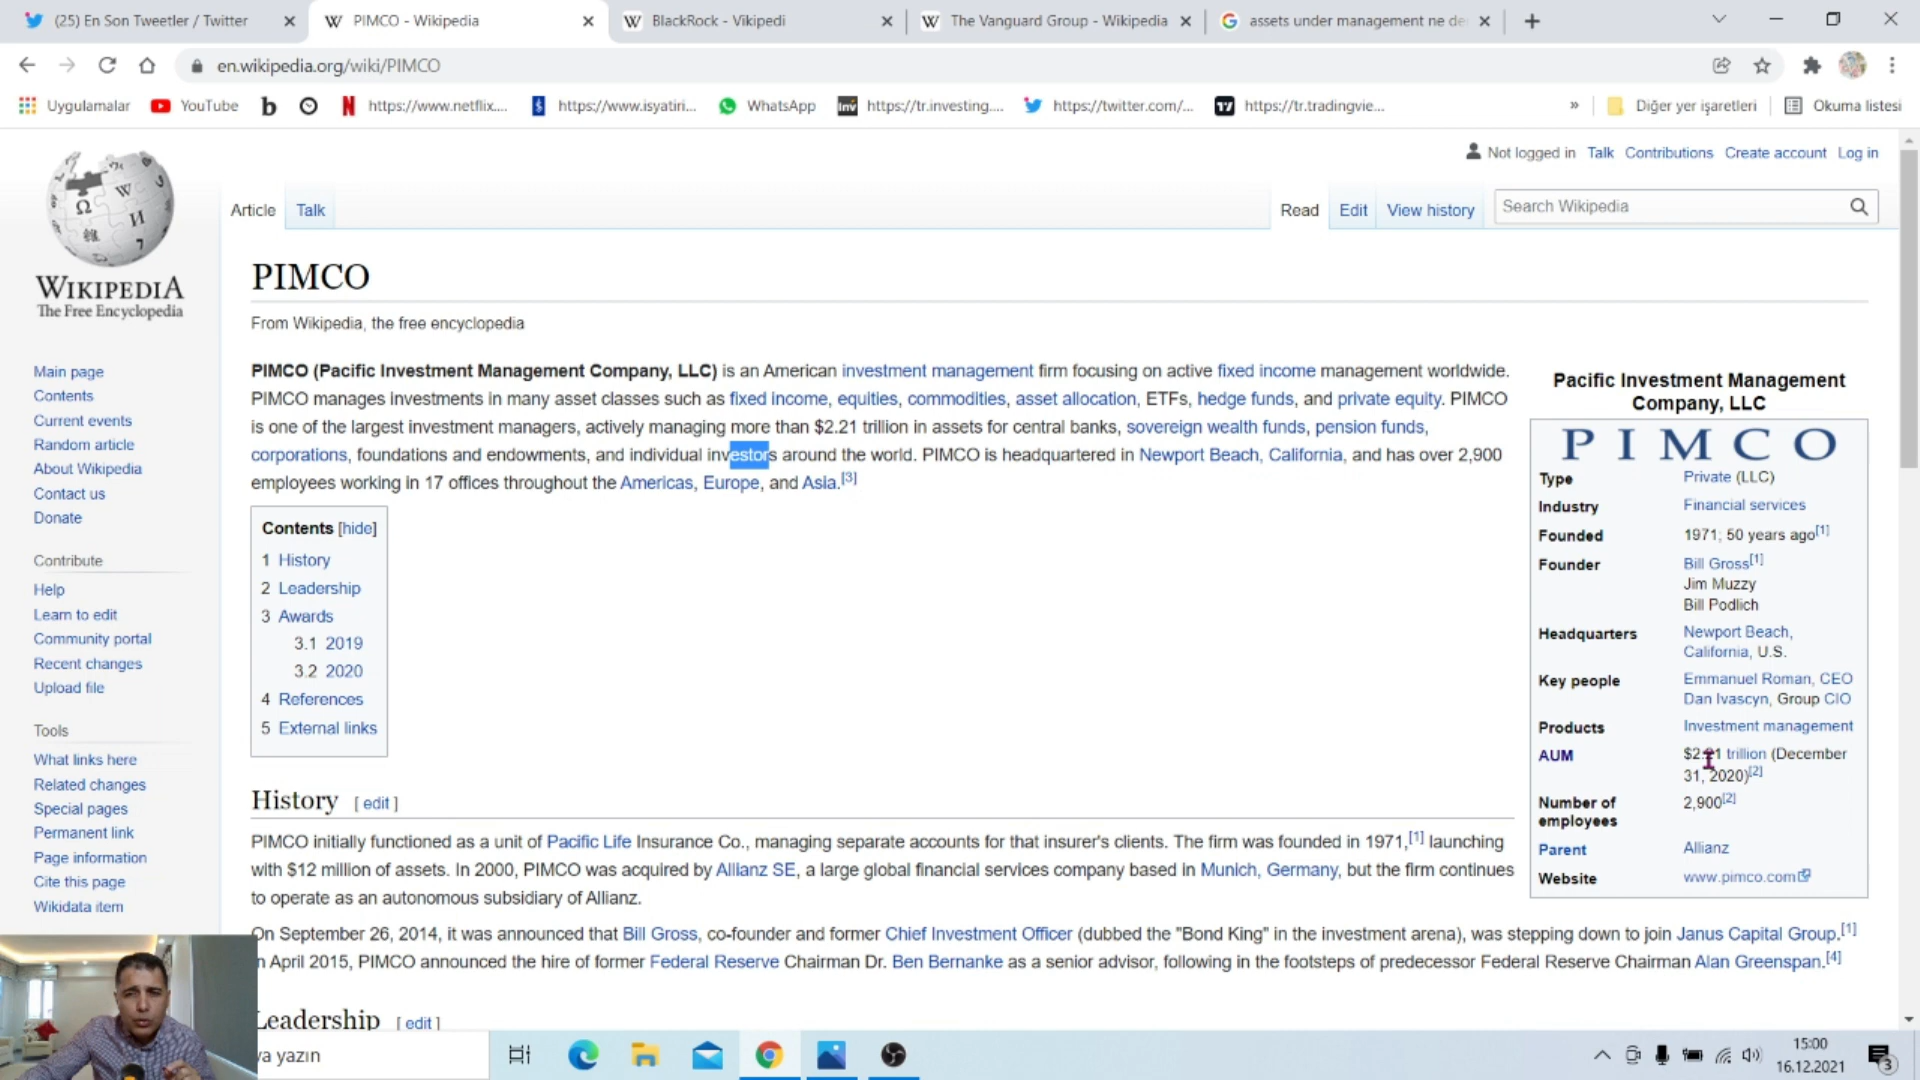 (25) En Son Tweetler / Twitter
PIMCO - Wikipedia
BlackRock - Vikipedi
The Vanguard Group - Wikipedia
assets under management ne de
en.wikipedia.org/wiki/PIMCO
Uygulamalar
YouTube
https://www.netflix....
https://www.isyatiri...
WhatsApp
https://tr.investing....
https://twitter.com/...
https://tr.tradingvie...
»
Diğer yer işaretleri
Okuma listesi
Not logged in Talk Contributions Create account Log in
WIKIPEDIA
The Free Encyclopedia
Article Talk
Read Edit View history
Search Wikipedia
Main page
Contents
Current events
Random article
About Wikipedia
Contact us
Donate
Contribute
Help
Learn to edit
Community portal
Recent changes
Upload file
Tools
What links here
Related changes
Special pages
Permanent link
Page information
Cite this page
Wikidata item
PIMCO
From Wikipedia, the free encyclopedia
PIMCO (Pacific Investment Management Company, LLC) is an American investment management firm focusing on active fixed income management worldwide.
PIMCO manages investments in many asset classes such as fixed income, equities, commodities, asset allocation, ETFs, hedge funds, and private equity. PIMCO
is one of the largest investment managers, actively managing more than $2.21 trillion in assets for central banks, sovereign wealth funds, pension funds,
corporations, foundations and endowments, and individual investors around the world. PIMCO is headquartered in Newport Beach, California, and has over 2,900
employees working in 17 offices throughout the Americas, Europe, and Asia.[3]
Contents [hide]
1 History
2 Leadership
3 Awards
3.1 2019
3.2 2020
4 References
5 External links
Pacific Investment Management
Company, LLC
PIMCO
Type Private (LLC)
Industry Financial services
Founded 1971; 50 years ago[1]
Founder Bill Gross[1]
Jim Muzzy
Bill Podlich
Headquarters Newport Beach,
California, U.S.
Key people Emmanuel Roman, CEO
Dan Ivascyn, Group CIO
Products Investment management
AUM $2.21 trillion (December
31, 2020)[2]
Number of 2,900[2]
employees
Parent Allianz
Website www.pimco.com
History [ edit ]
PIMCO initially functioned as a unit of Pacific Life Insurance Co., managing separate accounts for that insurer's clients. The firm was founded in 1971,[1] launching
with $12 million of assets. In 2000, PIMCO was acquired by Allianz SE, a large global financial services company based in Munich, Germany, but the firm continues
to operate as an autonomous subsidiary of Allianz.
On September 26, 2014, it was announced that Bill Gross, co-founder and former Chief Investment Officer (dubbed the "Bond King" in the investment arena), was stepping down to join Janus Capital Group.[1]
n April 2015, PIMCO announced the hire of former Federal Reserve Chairman Dr. Ben Bernanke as a senior advisor, following in the footsteps of predecessor Federal Reserve Chairman Alan Greenspan.[4]
Leadership [ edit ]
ya yazın
15:00
16.12.2021
3